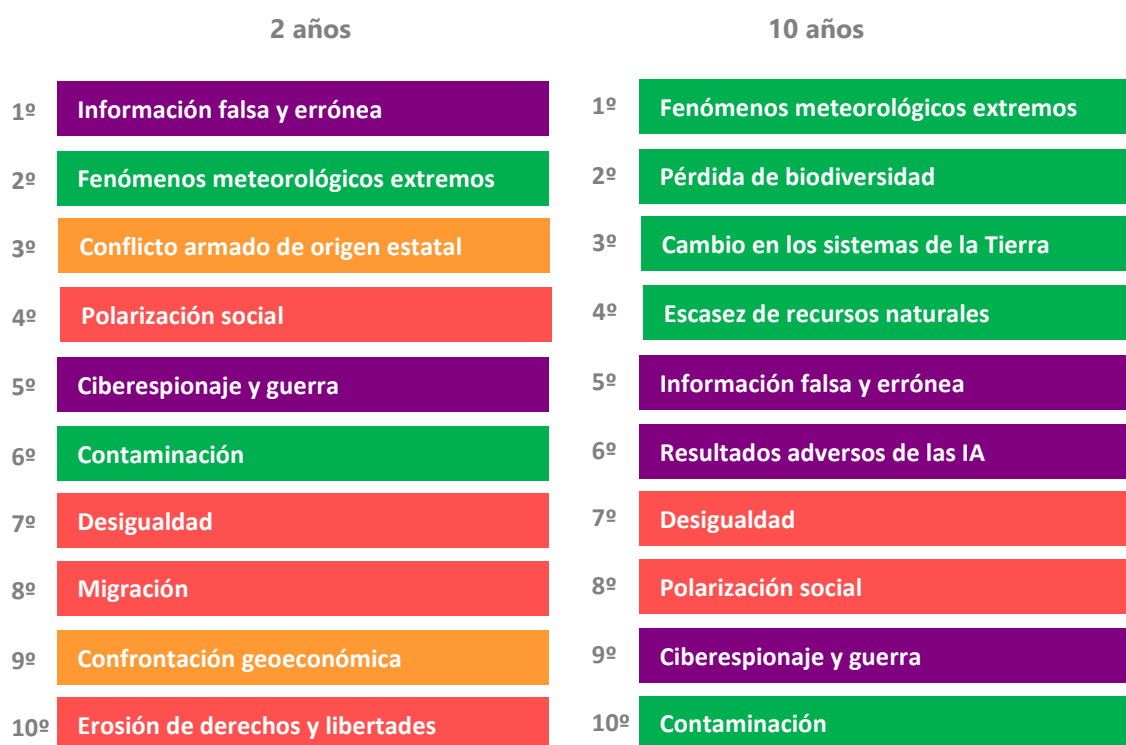 2 años
1º Información falsa y errónea
2º Fenómenos meteorológicos extremos
3º Conflicto armado de origen estatal
4º Polarización social
5º Ciberespionaje y guerra
6º Contaminación
7º Desigualdad
8º Migración
9º Confrontación geoeconómica
10º Erosión de derechos y libertades
10 años
1º Fenómenos meteorológicos extremos
2º Pérdida de biodiversidad
3º Cambio en los sistemas de la Tierra
4º Escasez de recursos naturales
5º Información falsa y errónea
6º Resultados adversos de las IA
7º Desigualdad
8º Polarización social
9º Ciberespionaje y guerra
10º Contaminación